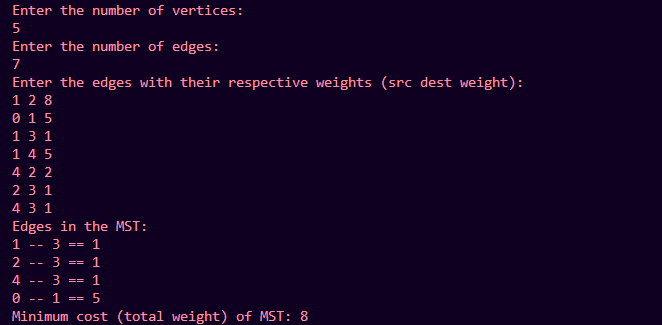 Enter the number of vertices:
5
Enter the number of edges:
7
Enter the edges with their respective weights (src dest weight):
1 2 8
0 1 5
1 3 1
1 4 5
4 2 2
2 3 1
4 3 1
Edges in the MST:
1 -- 3 == 1
2 -- 3 == 1
4 -- 3 == 1
0 -- 1 == 5
Minimum cost (total weight) of MST: 8